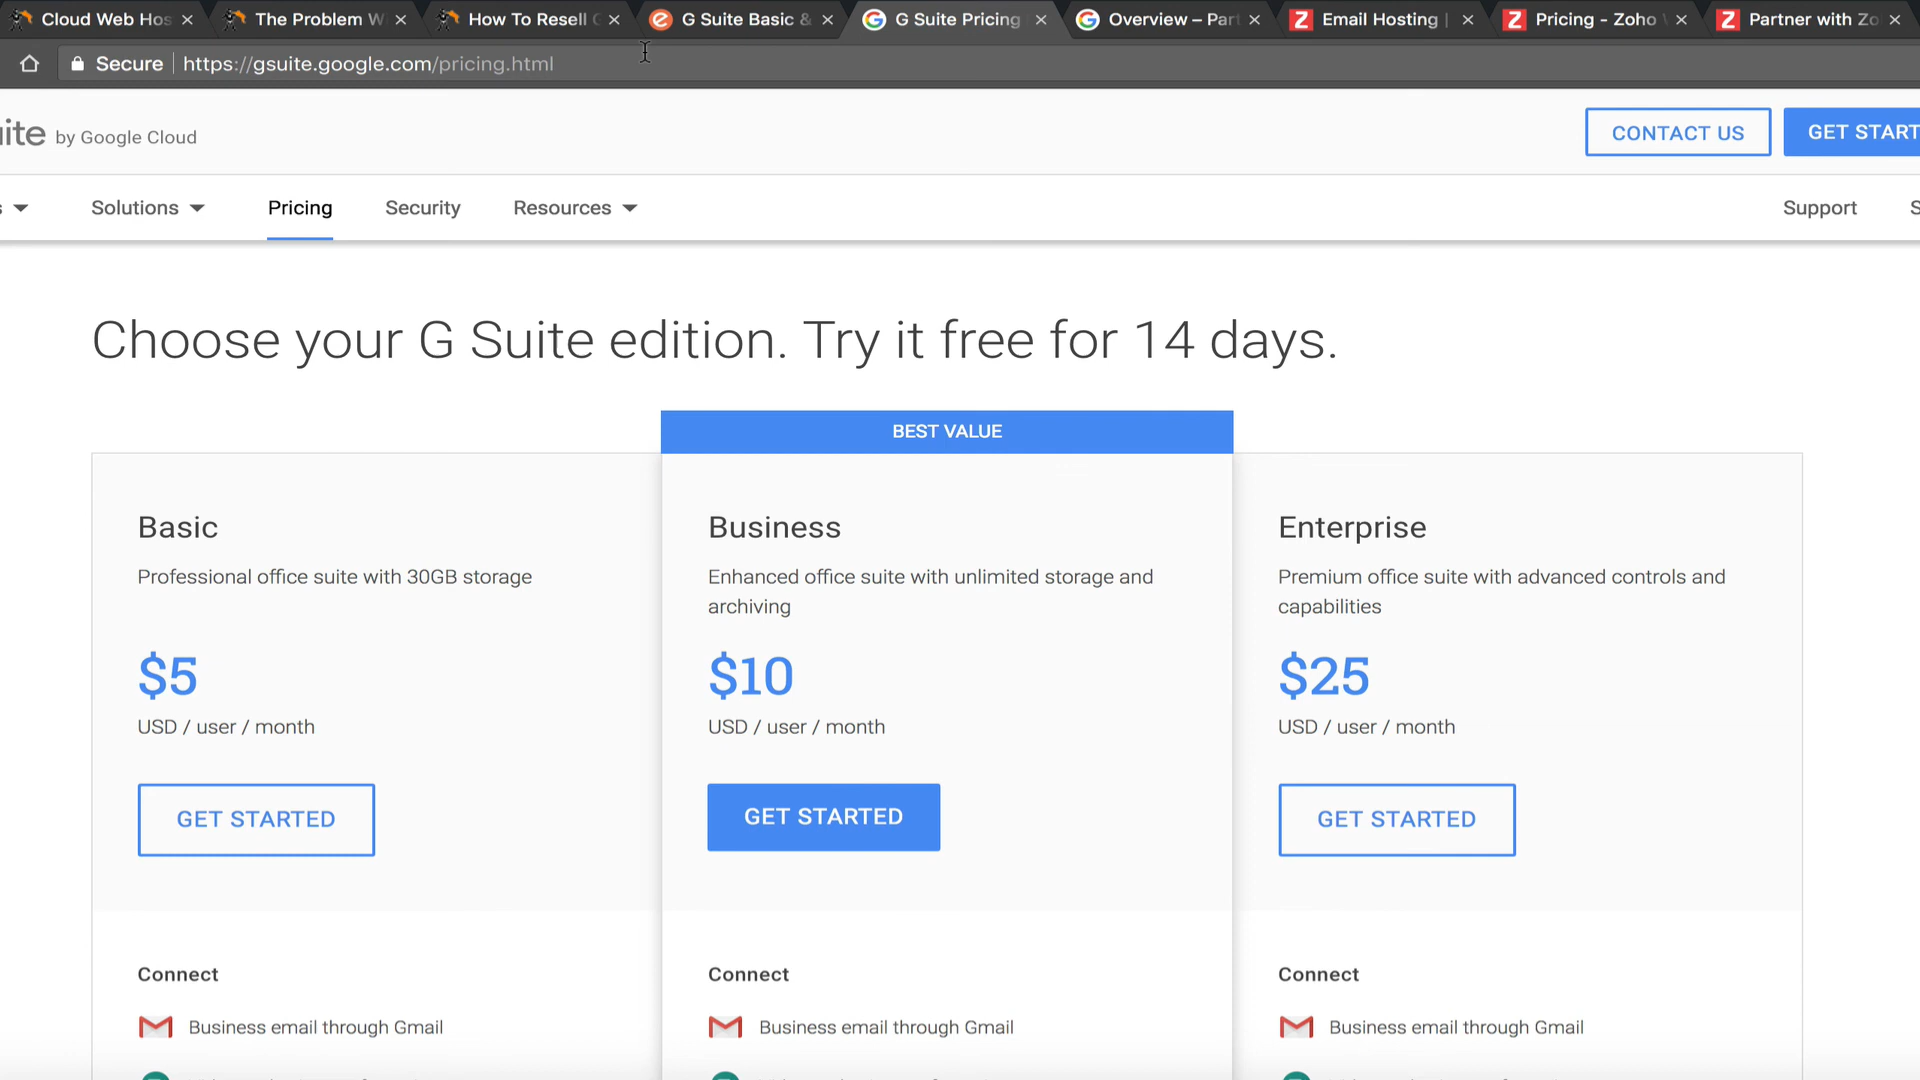 Cloud Web Hos
The Problem W
How To Resell
G Suite Basic &
G Suite Pricing
Overview – Part
Email Hosting |
Pricing - Zoho
Partner with Zo
Secure
https://gsuite.google.com/pricing.html
ite by Google Cloud
CONTACT US
GET START
s
Solutions
Pricing
Security
Resources
Support
S
Choose your G Suite edition. Try it free for 14 days.
BEST VALUE
Basic
Professional office suite with 30GB storage
$5
USD / user / month
GET STARTED
Connect
Business email through Gmail
Business
Enhanced office suite with unlimited storage and
archiving
$10
USD / user / month
GET STARTED
Connect
Business email through Gmail
Enterprise
Premium office suite with advanced controls and
capabilities
$25
USD / user / month
GET STARTED
Connect
Business email through Gmail